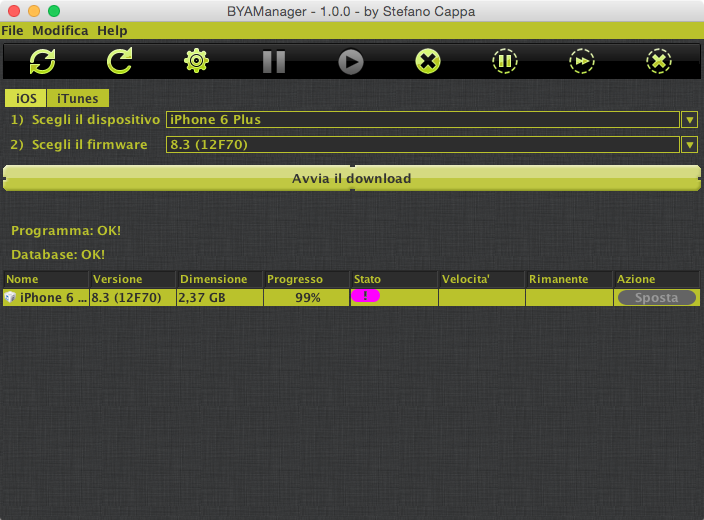 BYAManager - 1.0.0 - by Stefano Cappa
File Modifica Help
iOS iTunes
1) Scegli il dispositivo iPhone 6 Plus
2) Scegli il firmware 8.3 (12F70)
Avvia il download
Programma: OK!
Database: OK!
Nome Versione Dimensione Progresso Stato Velocita' Rimanente Azione
iPhone 6 ... 8.3 (12F70) 2,37 GB 99% ! Sposta